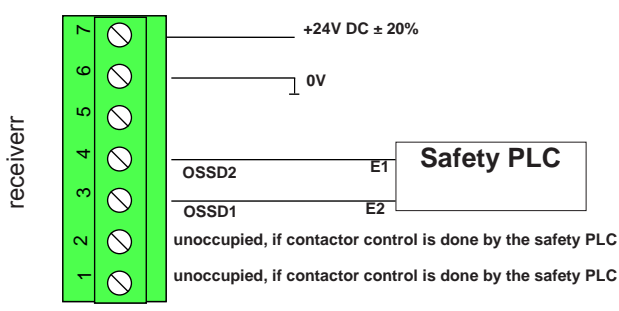 receiverr
7 +24V DC ± 20%
6 0V
5
4 OSSD2 E1 Safety PLC
3 OSSD1 E2
2 unoccupied, if contactor control is done by the safety PLC
1 unoccupied, if contactor control is done by the safety PLC